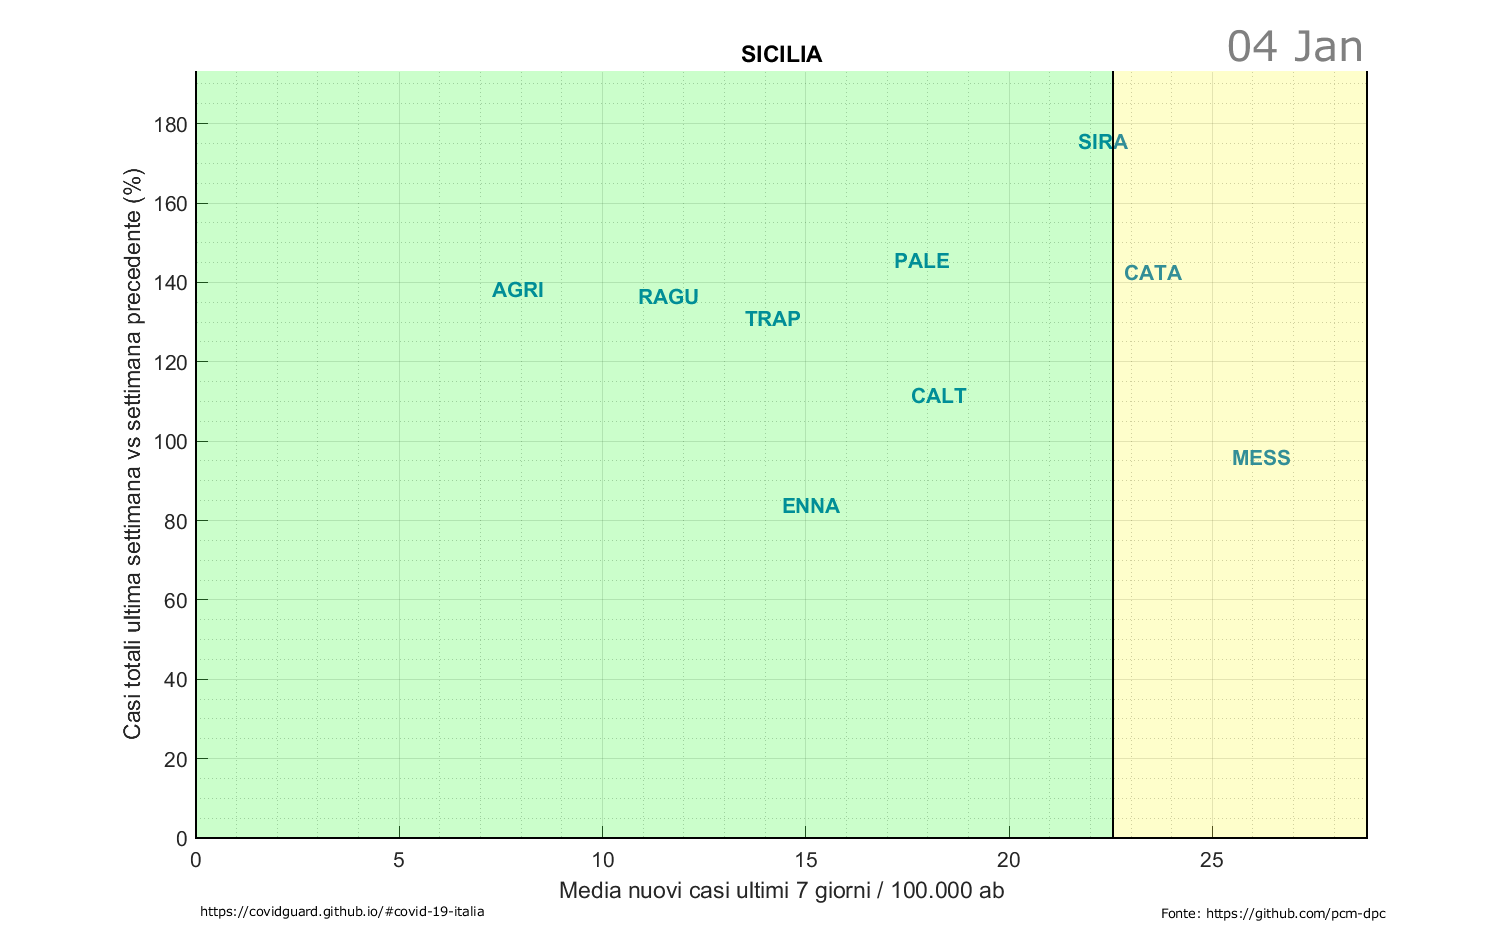 04 Jan
SICILIA
Casi totali ultima settimana vs settimana precedente (%)
180
160
140
120
100
80
60
40
20
0
SIRA
PALE
CATA
AGRI
RAGU
TRAP
CALT
MESS
ENNA
0 5 10 15 20 25
Media nuovi casi ultimi 7 giorni / 100.000 ab
https://covidguard.github.io/#covid-19-italia
Fonte: https://github.com/pcm-dpc